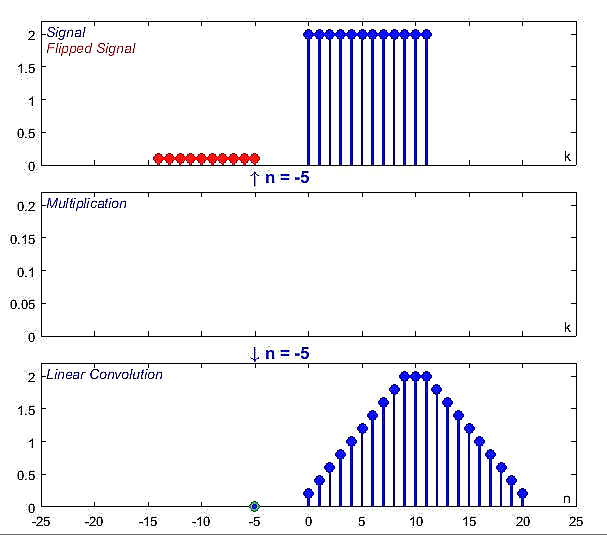 Signal
Flipped Signal
2
1.5
1
0.5
0
k
↑ n = -5
Multiplication
0.2
0.15
0.1
0.05
0
k
↓ n = -5
Linear Convolution
2
1.5
1
0.5
0
n
-25 -20 -15 -10 -5 0 5 10 15 20 25